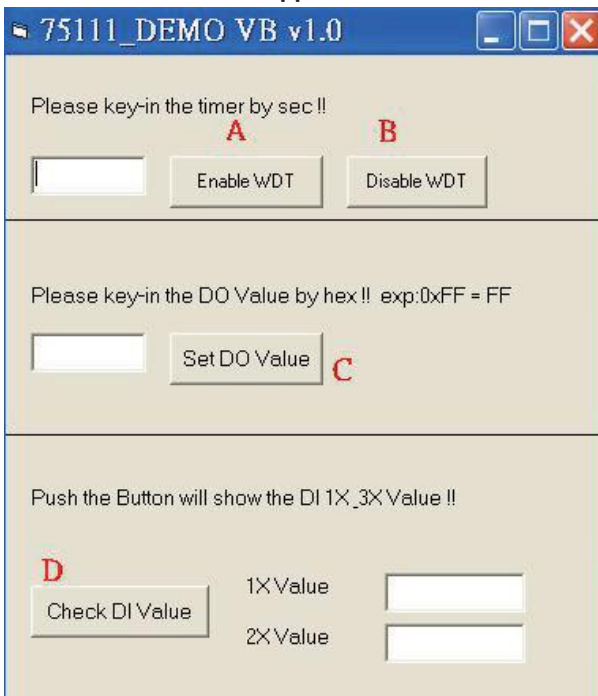 75111_DEMO VB v1.0
Please key-in the timer by sec !!
A
B
Enable WDT
Disable WDT
Please key-in the DO Value by hex !! exp:0xFF = FF
Set DO Value
C
Push the Button will show the DI 1X_3X Value !!
D
Check DI Value
1X Value
2X Value